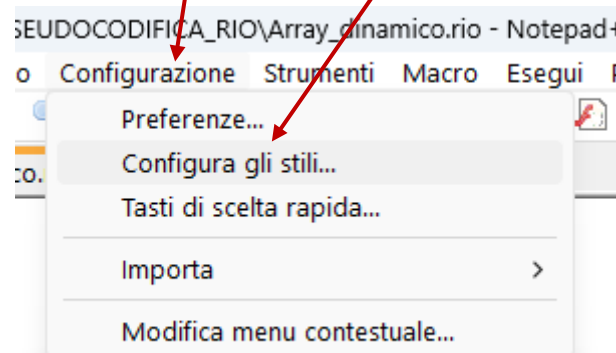 SEUDOCODIFICA_RIO\Array_dinamico.rio - Notepad+
o Configurazione Strumenti Macro Esegui
Preferenze...
co.
Configura gli stili...
Tasti di scelta rapida...
Importa
Modifica menu contestuale...